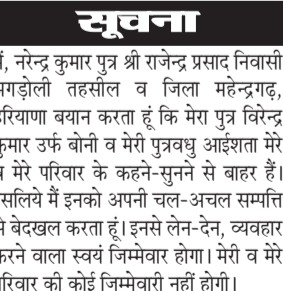 सूचना
मैं, नरेन्द्र कुमार पुत्र श्री राजेन्द्र प्रसाद निवासी
गडोली तहसील व जिला महेन्द्रगढ़,
हरियाणा बयान करता हूं कि मेरा पुत्र विरेन्द्र
कुमार उर्फ बोनी व मेरी पुत्रवधु आईशता मेरे
व मेरे परिवार के कहने-सुनने से बाहर हैं।
इसलिये मैं इनको अपनी चल-अचल सम्पत्ति
से बेदखल करता हूं। इनसे लेन-देन, व्यवहार
करने वाला स्वयं जिम्मेवार होगा। मेरी व मेरे
परिवार की कोई जिम्मेवारी नहीं होगी।